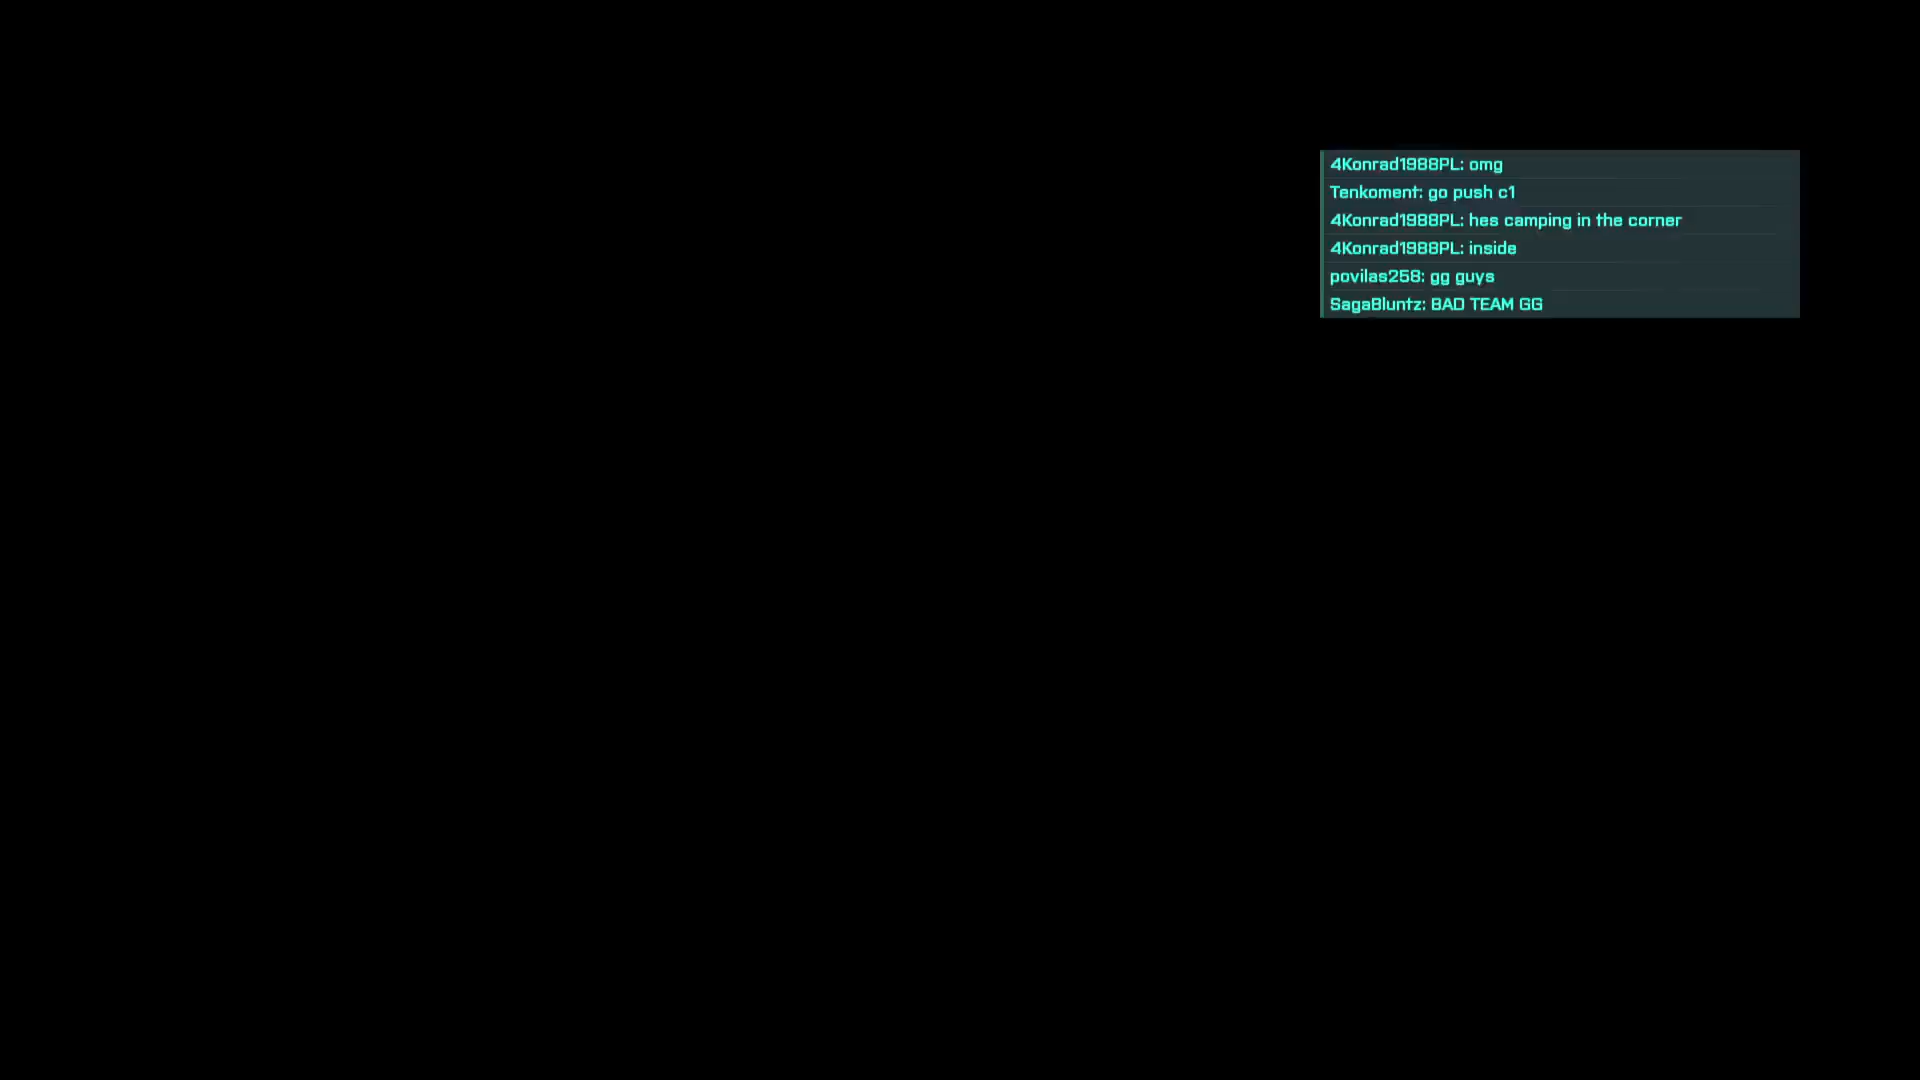 4Konrad1988PL: omg
Tenkoment: go push c1
4Konrad1988PL: hes camping in the corner
4Konrad1988PL: inside
povilas258: gg guys
SagaBluntz: BAD TEAM GG